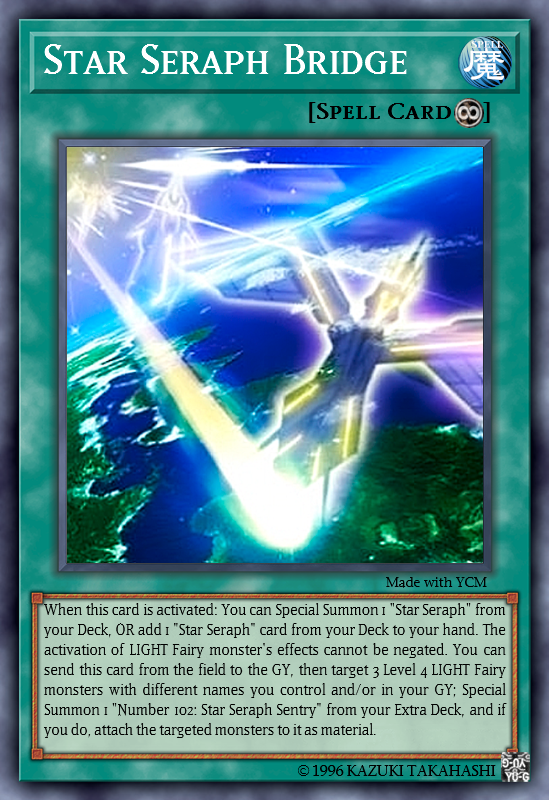 STAR SERAPH BRIDGE
SPELL
魔
[SPELL CARD]
Made with YCM
When this card is activated: You can Special Summon 1 "Star Seraph" from
your Deck, OR add 1 "Star Seraph" card from your Deck to your hand. The
activation of LIGHT Fairy monster's effects cannot be negated. You can
send this card from the field to the GY, then target 3 Level 4 LIGHT Fairy
monsters with different names you control and/or in your GY; Special
Summon 1 "Number 102: Star Seraph Sentry" from your Extra Deck, and if
you do, attach the targeted monsters to it as material.
© 1996 KAZUKI TAKAHASHI